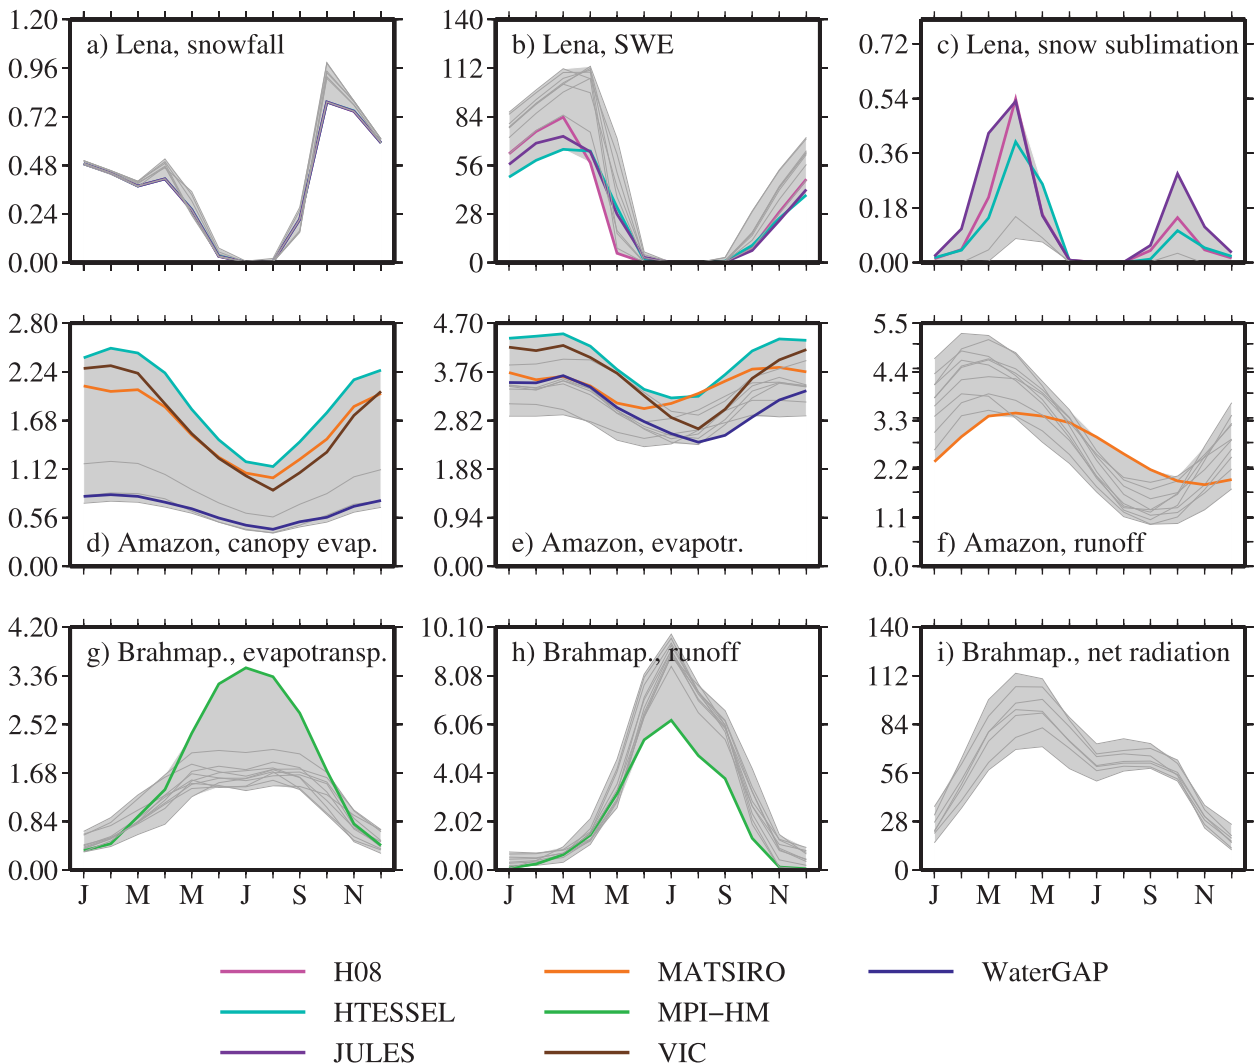 a) Lena, snowfall
1.20
0.96
0.72
0.48
0.24
0.00
b) Lena, SWE
140
112
84
56
28
0
c) Lena, snow sublimation
0.72
0.54
0.36
0.18
0.00
d) Amazon, canopy evap.
2.80
2.24
1.68
1.12
0.56
0.00
e) Amazon, evapotr.
4.70
3.76
2.82
1.88
0.94
0.00
f) Amazon, runoff
5.5
4.4
3.3
2.2
1.1
0.0
g) Brahmap., evapotransp.
4.20
3.36
2.52
1.68
0.84
0.00
J M M J S N
h) Brahmap., runoff
10.10
8.08
6.06
4.04
2.02
0.00
J M M J S N
i) Brahmap., net radiation
140
112
84
56
28
0
J M M J S N
H08
HTESSEL
JULES
MATSIRO
MPI−HM
VIC
WaterGAP